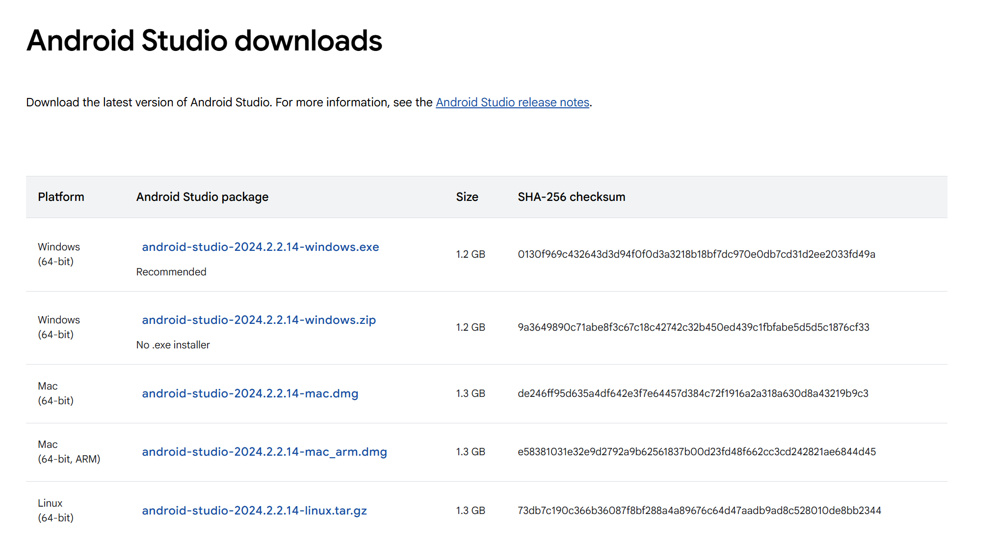 Android Studio downloads
Download the latest version of Android Studio. For more information, see the Android Studio release notes.
Platform Android Studio package Size SHA-256 checksum
Windows
(64-bit)
android-studio-2024.2.2.14-windows.exe
Recommended
1.2 GB
0130f969c432643d3d94f0f0d3a3218b18bf7dc970e0db7cd31d2ee2033fd49a
Windows
(64-bit)
android-studio-2024.2.2.14-windows.zip
No .exe installer
1.2 GB
9a3649890c71abe8f3c67c18c42742c32b450ed439c1fbfabe5d5d5c1876cf33
Mac
(64-bit)
android-studio-2024.2.2.14-mac.dmg
1.3 GB
de246ff95d635a4df642e3f7e64457d384c72f1916a2a318a630d8a43219b9c3
Mac
(64-bit, ARM)
android-studio-2024.2.2.14-mac_arm.dmg
1.3 GB
e58381031e32e9d2792a9b62561837b00d23fd48f662cc3cd242821ae6844d45
Linux
(64-bit)
android-studio-2024.2.2.14-linux.tar.gz
1.3 GB
73db7c190c366b36087f8bf288a4a89676c64d47aadb9ad8c528010de8bb2344